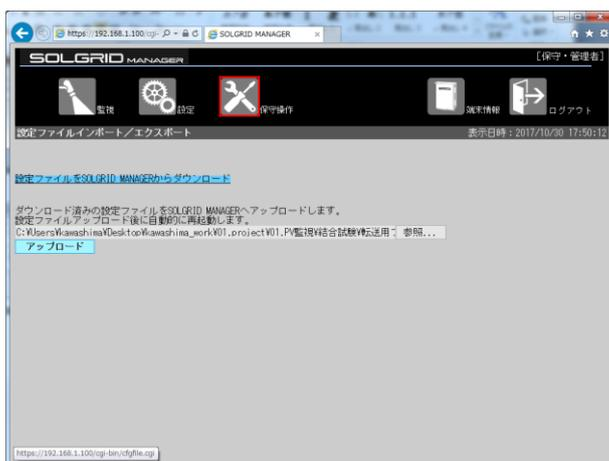 https://192.168.1.100/cgi-
SOLGRID MANAGER
SOLGRID MANAGER
[保守・管理者]
監視
設定
保守操作
端末情報
ログアウト
設定ファイルインポート／エクスポート
表示日時：2017/10/30 17:50:12
設定ファイルをSOLGRID MANAGERからダウンロード
ダウンロード済みの設定ファイルをSOLGRID MANAGERへアップロードします。
設定ファイルアップロード後に自動的に再起動します。
C:¥Users¥kawashima¥Desktop¥kawashima_work¥01.project¥01.PV監視¥結合試験¥転送用 参照...
アップロード
https://192.168.1.100/cgi-bin/cfgfile.cgi